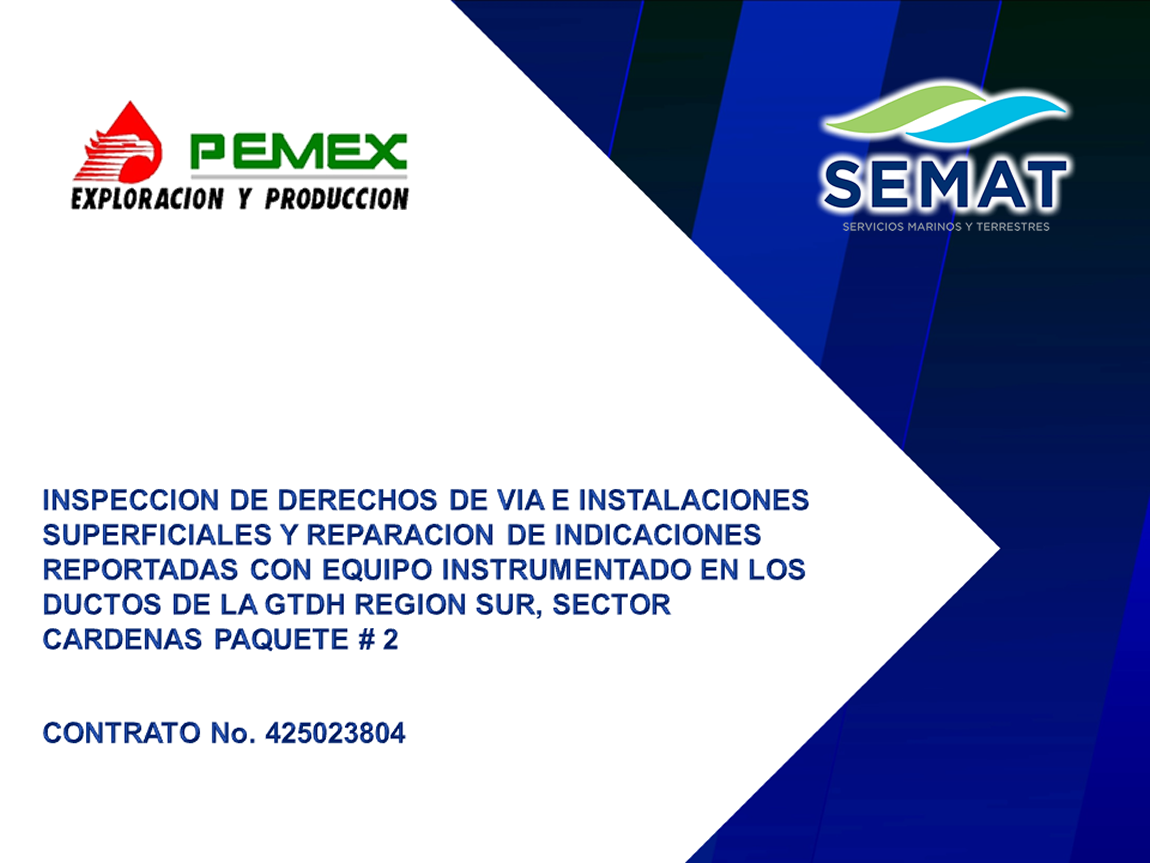 PEMEX
EXPLORACION Y PRODUCCION
SEMAT
SERVICIOS MARINOS Y TERRESTRES
INSPECCION DE DERECHOS DE VIA E INSTALACIONES
SUPERFICIALES Y REPARACION DE INDICACIONES
REPORTADAS CON EQUIPO INSTRUMENTADO EN LOS
DUCTOS DE LA GTDH REGION SUR, SECTOR
CARDENAS PAQUETE # 2
CONTRATO No. 425023804